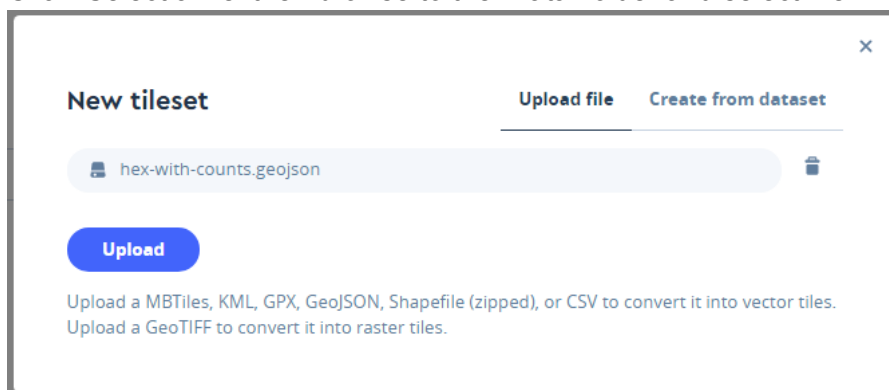 New tileset
Upload file
Create from dataset
hex-with-counts.geojson
Upload
Upload a MBTiles, KML, GPX, GeoJSON, Shapefile (zipped), or CSV to convert it into vector tiles.
Upload a GeoTIFF to convert it into raster tiles.